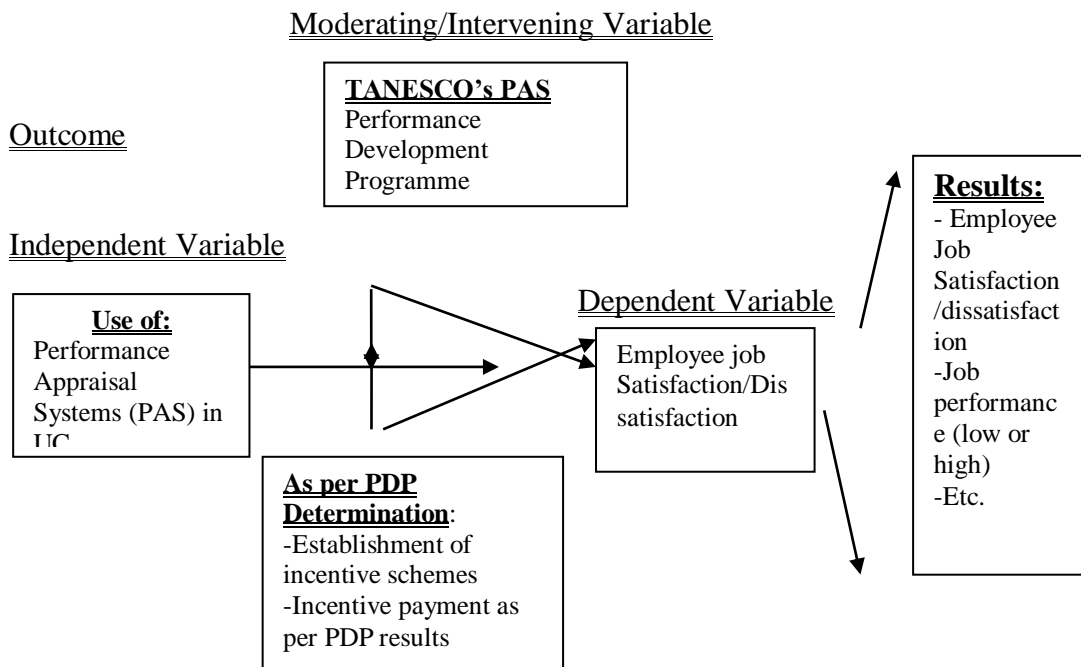 Moderating/Intervening Variable
TANESCO's PAS
Performance
Development
Programme
Outcome
Results:
- Employee
Job
Satisfaction
/dissatisfact
ion
-Job
performanc
e (low or
high)
-Etc.
Independent Variable
Use of:
Performance
Appraisal
Systems (PAS) in
UC
Dependent Variable
Employee job
Satisfaction/Dis
satisfaction
As per PDP
Determination:
-Establishment of
incentive schemes
-Incentive payment as
per PDP results